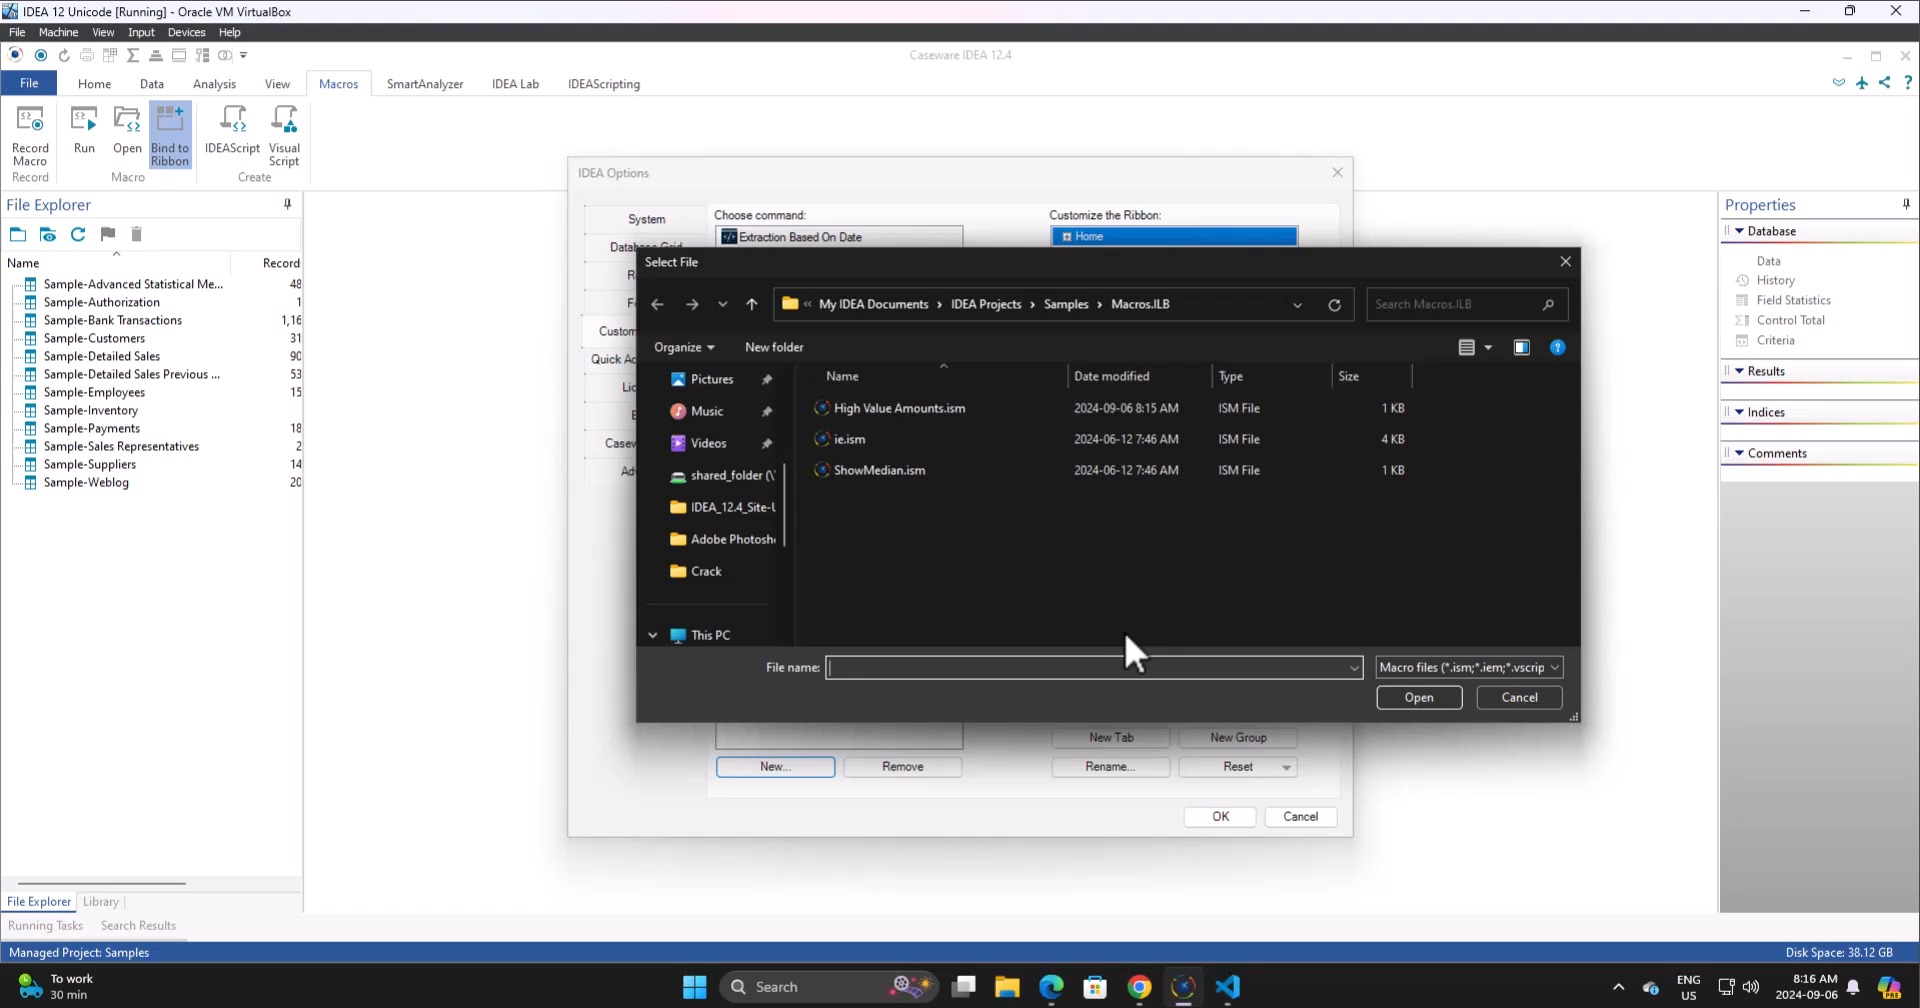 IDEA 12 Unicode [Running] - Oracle VM VirtualBox
File Machine View Input Devices Help
Caseware IDEA 12.4
File Home Data Analysis View Macros SmartAnalyzer IDEA Lab IDEAScripting
Record Macro
Run
Open
Bind to Ribbon
IDEAScript
Visual Script
Record Macro Create
File Explorer
Name Record
Sample-Advanced Statistical Me... 48
Sample-Authorization 1
Sample-Bank Transactions 1,16
Sample-Customers 31
Sample-Detailed Sales 90
Sample-Detailed Sales Previous ... 53
Sample-Employees 15
Sample-Inventory
Sample-Payments 18
Sample-Sales Representatives 2
Sample-Suppliers 14
Sample-Weblog 20
File Explorer Library
Running Tasks Search Results
Managed Project: Samples
Disk Space: 38.12 GB
IDEA Options
System
Database Grid
R
Fo
Custom
Quick Ac
Lic
E
Casew
Adv
Choose command:
Extraction Based On Date
Customize the Ribbon:
Home
Select File
« My IDEA Documents › IDEA Projects › Samples › Macros.ILB
Search Macros.ILB
Organize New folder
Pictures
Music
Videos
shared_folder (\
IDEA_12.4_Site-U
Adobe Photosho
Crack
This PC
Name Date modified Type Size
High Value Amounts.ism 2024-09-06 8:15 AM ISM File 1 KB
ie.ism 2024-06-12 7:46 AM ISM File 4 KB
ShowMedian.ism 2024-06-12 7:46 AM ISM File 1 KB
File name:
Macro files (*.ism;*.iem;*.vscrip
Open Cancel
New Tab New Group
New... Remove Rename... Reset
OK Cancel
Properties
Database
Data
History
Field Statistics
Control Total
Criteria
Results
Indices
Comments
To work
30 min
Search
ENG
US
8:16 AM
2024-09-06
PRE